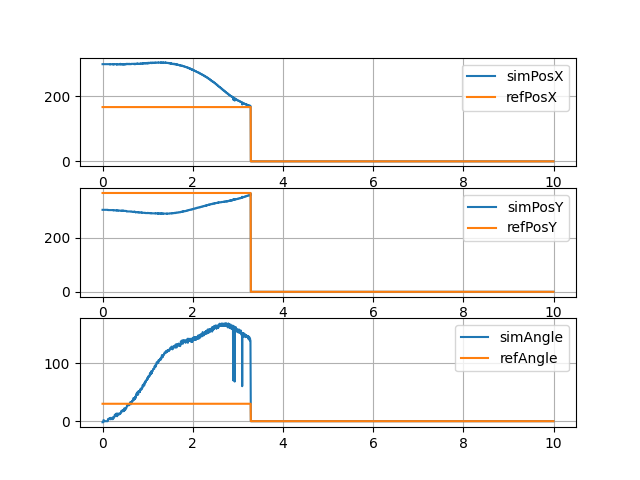 200
0
simPosX
refPosX
0 2 4 6 8 10
200
0
simPosY
refPosY
0 2 4 6 8 10
100
0
simAngle
refAngle
0 2 4 6 8 10